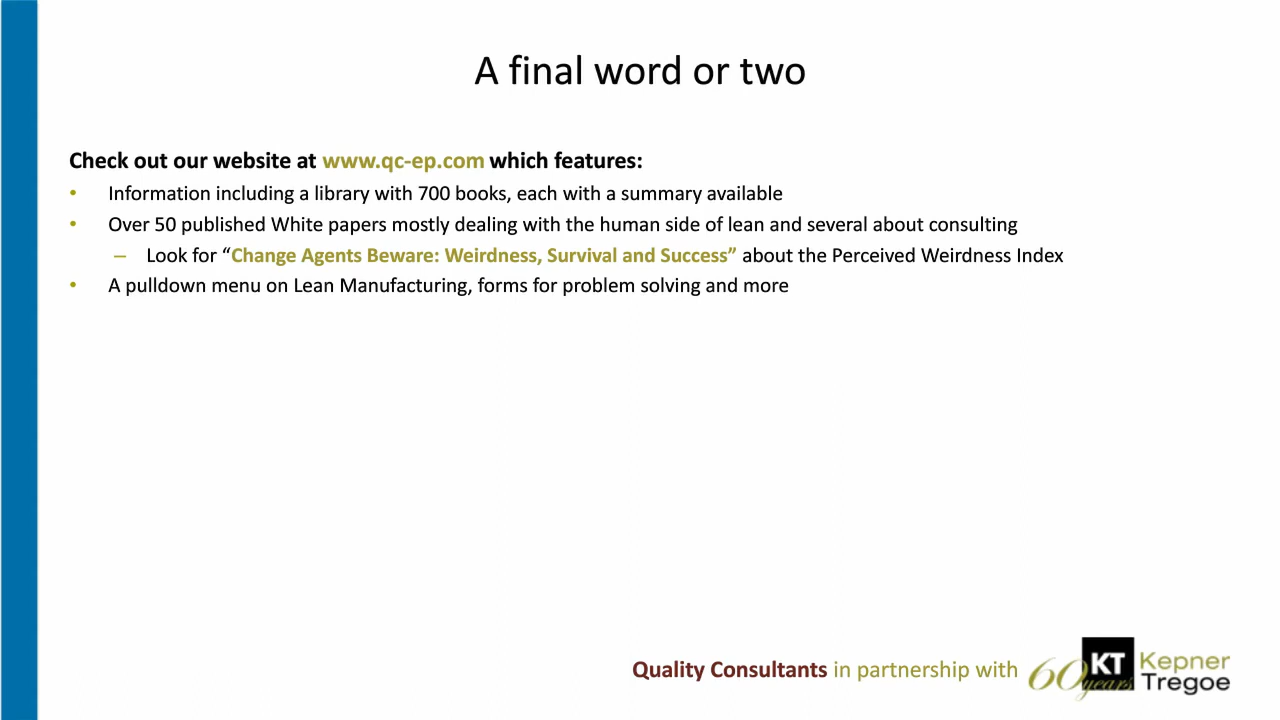 A final word or two
Check out our website at www.qc-ep.com which features:
• Information including a library with 700 books, each with a summary available
• Over 50 published White papers mostly dealing with the human side of lean and several about consulting
– Look for “Change Agents Beware: Weirdness, Survival and Success” about the Perceived Weirdness Index
• A pulldown menu on Lean Manufacturing, forms for problem solving and more
Quality Consultants in partnership with
60 years
KT
Kepner
Tregoe